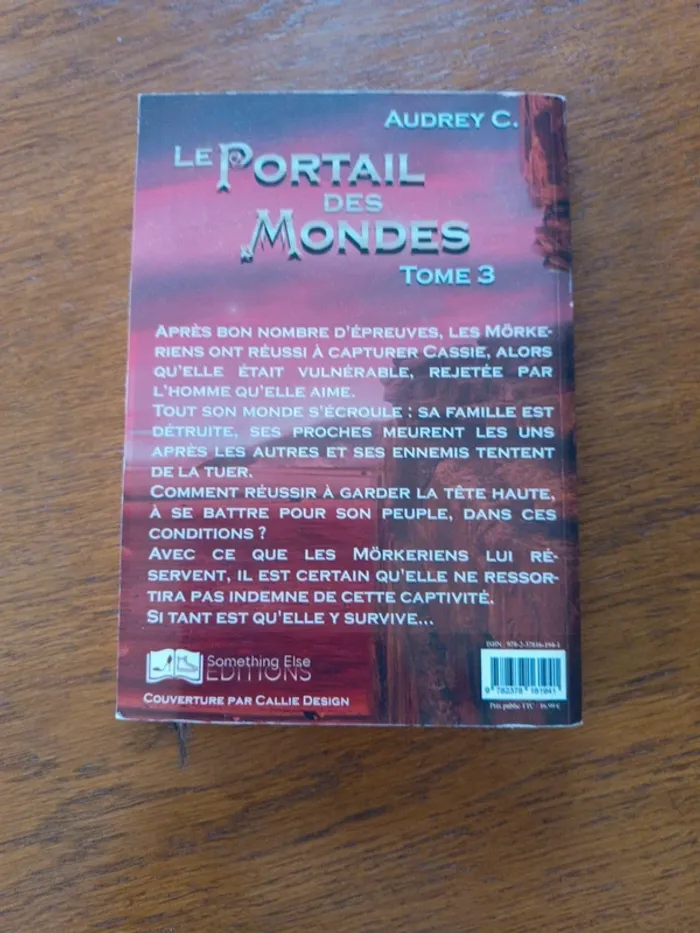 AUDREY C.
LE PORTAIL
DES
MONDES
TOME 3
APRÈS BON NOMBRE D'ÉPREUVES, LES MÖRKE-
RIENS ONT RÉUSSI À CAPTURER CASSIE, ALORS
QU'ELLE ÉTAIT VULNÉRABLE, REJETÉE PAR
L'HOMME QU'ELLE AIME.
TOUT SON MONDE S'ÉCROULE : SA FAMILLE EST
DÉTRUITE, SES PROCHES MEURENT LES UNS
APRÈS LES AUTRES ET SES ENNEMIS TENTENT
DE LA TUER.
COMMENT RÉUSSIR À GARDER LA TÊTE HAUTE,
À SE BATTRE POUR SON PEUPLE, DANS CES
CONDITIONS ?
AVEC CE QUE LES MÖRKERIENS LUI RÉ-
SERVENT, IL EST CERTAIN QU'ELLE NE RESSOR-
TIRA PAS INDEMNE DE CETTE CAPTIVITÉ.
SI TANT EST QU'ELLE Y SURVIVE...
Something Else
EDITIONS
COUVERTURE PAR CALLIE DESIGN
ISBN :
Prix public TTC :